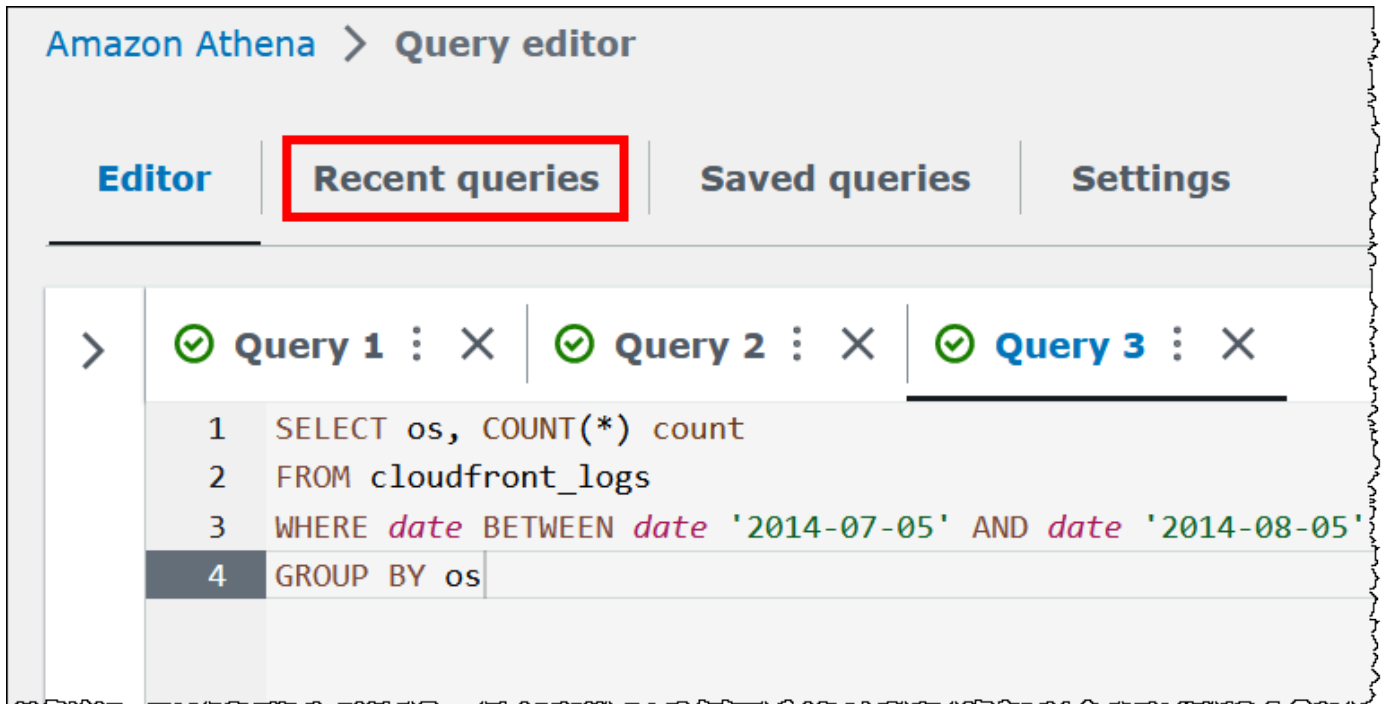 Amazon Athena > Query editor
Editor Recent queries Saved queries Settings
Query 1 Query 2 Query 3
1 SELECT os, COUNT(*) count
2 FROM cloudfront_logs
3 WHERE date BETWEEN date '2014-07-05' AND date '2014-08-05'
4 GROUP BY os